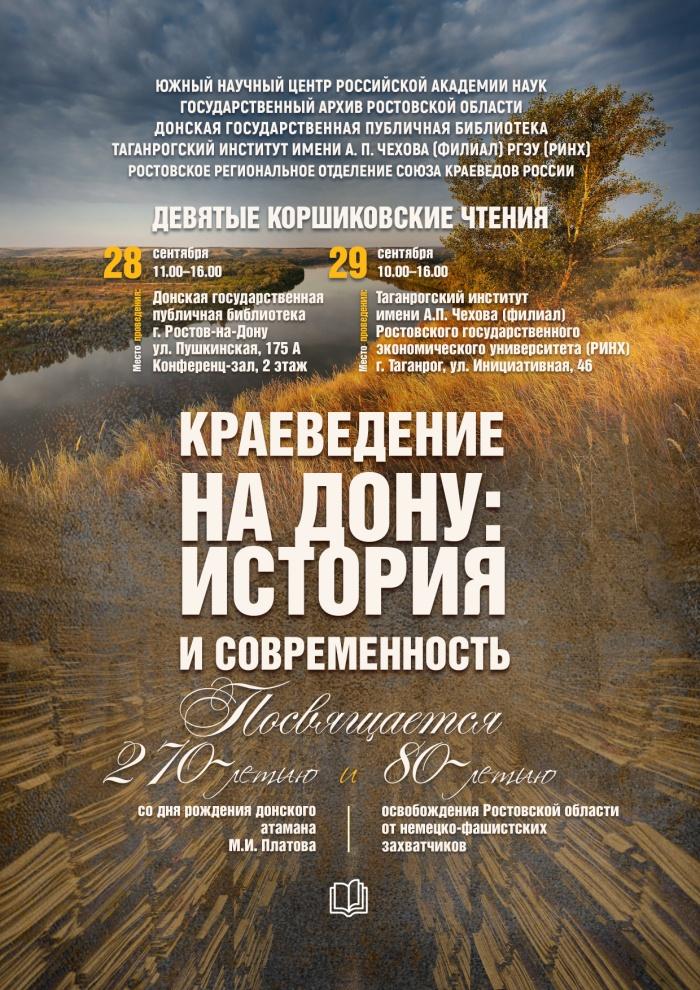 ЮЖНЫЙ НАУЧНЫЙ ЦЕНТР РОССИЙСКОЙ АКАДЕМИИ НАУК
ГОСУДАРСТВЕННЫЙ АРХИВ РОСТОВСКОЙ ОБЛАСТИ
ДОНСКАЯ ГОСУДАРСТВЕННАЯ ПУБЛИЧНАЯ БИБЛИОТЕКА
ТАГАНРОГСКИЙ ИНСТИТУТ ИМЕНИ А. П. ЧЕХОВА (ФИЛИАЛ) РГЭУ (РИНХ)
РОСТОВСКОЕ РЕГИОНАЛЬНОЕ ОТДЕЛЕНИЕ СОЮЗА КРАЕВЕДОВ РОССИИ
ДЕВЯТЫЕ КОРШИКОВСКИЕ ЧТЕНИЯ
28 сентября
11.00–16.00
Место проведения:
Донская государственная
публичная библиотека
г. Ростов-на-Дону
ул. Пушкинская, 175 А
Конференц-зал, 2 этаж
29 сентября
10.00–16.00
Место проведения:
Таганрогский институт
имени А.П. Чехова (филиал)
Ростовского государственного
экономического университета (РИНХ)
г. Таганрог, ул. Инициативная, 46
КРАЕВЕДЕНИЕ
НА ДОНУ:
ИСТОРИЯ
И СОВРЕМЕННОСТЬ
Посвящается
270-летию и 80-летию
со дня рождения донского
атамана
М.И. Платова
освобождения Ростовской области
от немецко-фашистских
захватчиков